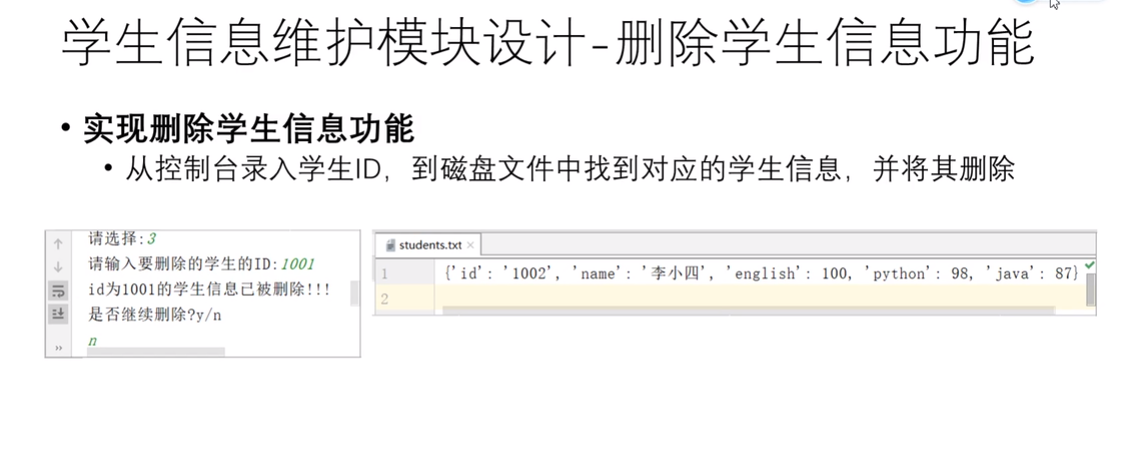 学生信息维护模块设计-删除学生信息功能
• 实现删除学生信息功能
• 从控制台录入学生ID，到磁盘文件中找到对应的学生信息，并将其删除
请选择:3
请输入要删除的学生的ID:1001
id为1001的学生信息已被删除!!!
是否继续删除?y/n
n
students.txt
1 {'id': '1002', 'name': '李小四', 'english': 100, 'python': 98, 'java': 87}
2